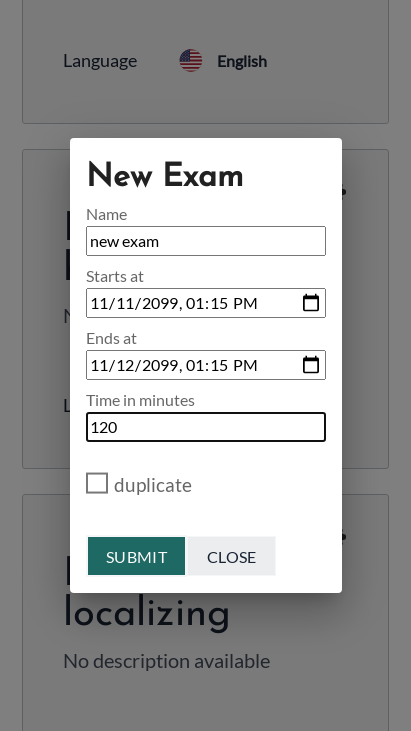 Language English
New Exam
Name
new exam
Starts at
11/11/2099, 01:15 PM
Ends at
11/12/2099, 01:15 PM
Time in minutes
120
duplicate
SUBMIT CLOSE
localizing
No description available